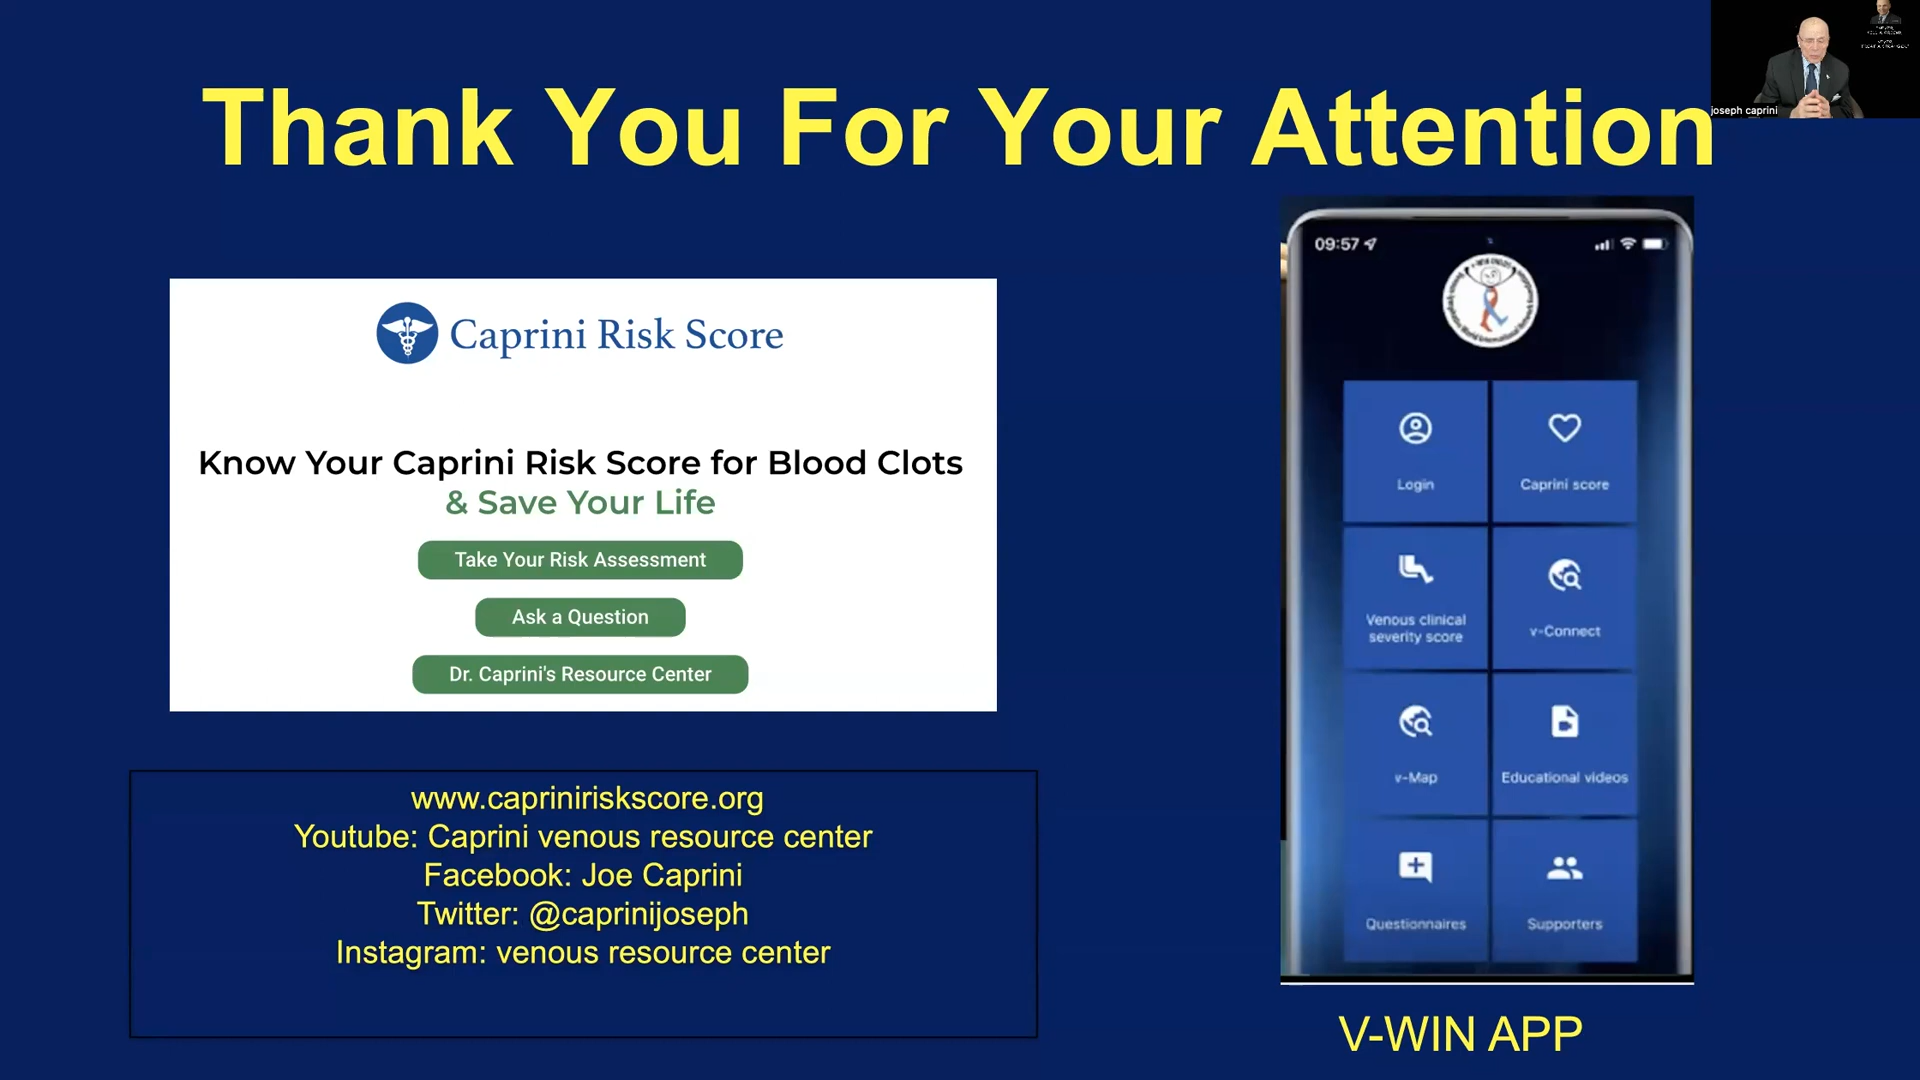 Thank You For Your Attention
joseph caprini
Caprini Risk Score
Know Your Caprini Risk Score for Blood Clots
& Save Your Life
Take Your Risk Assessment
Ask a Question
Dr. Caprini's Resource Center
www.capriniriskscore.org
Youtube: Caprini venous resource center
Facebook: Joe Caprini
Twitter: @caprinijoseph
Instagram: venous resource center
09:57
Login
Caprini score
Venous clinical
severity score
v-Connect
v-Map
Educational videos
Questionnaires
Supporters
V-WIN APP